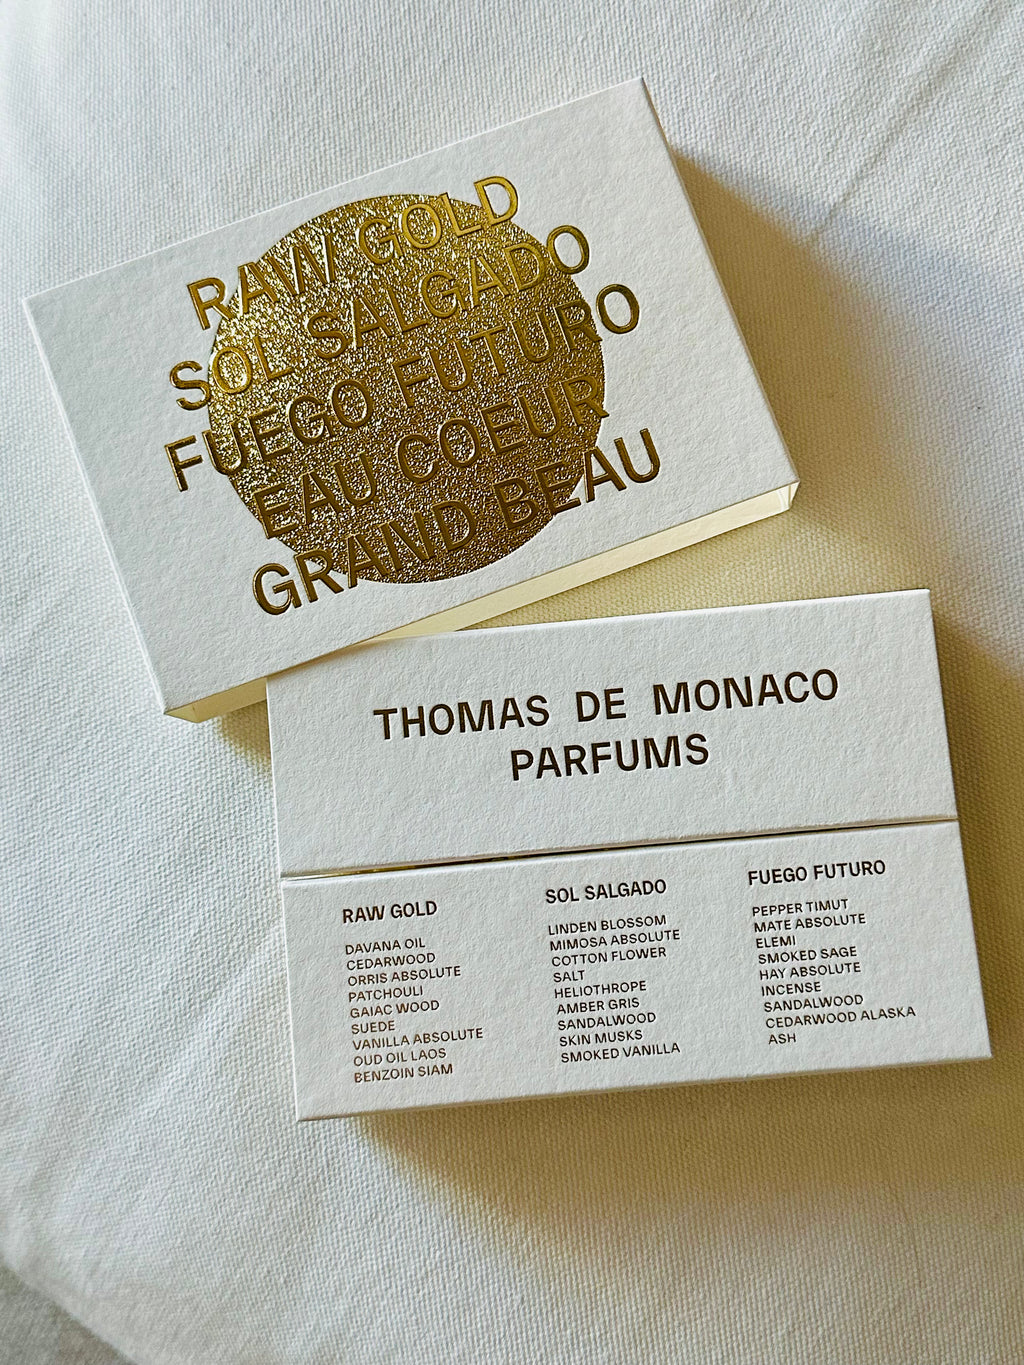 RAW GOLD
SOL SALGADO
FUEGO FUTURO
EAU COEUR
GRAND BEAU
THOMAS DE MONACO
PARFUMS
RAW GOLD
DAVANA OIL
CEDARWOOD
ORRIS ABSOLUTE
PATCHOULI
GAIAC WOOD
SUEDE
VANILLA ABSOLUTE
OUD OIL LAOS
BENZOIN SIAM
SOL SALGADO
LINDEN BLOSSOM
MIMOSA ABSOLUTE
COTTON FLOWER
SALT
HELIOTHROPE
AMBER GRIS
SANDALWOOD
SKIN MUSKS
SMOKED VANILLA
FUEGO FUTURO
PEPPER TIMUT
MATE ABSOLUTE
ELEMI
SMOKED SAGE
HAY ABSOLUTE
INCENSE
SANDALWOOD
CEDARWOOD ALASKA
ASH